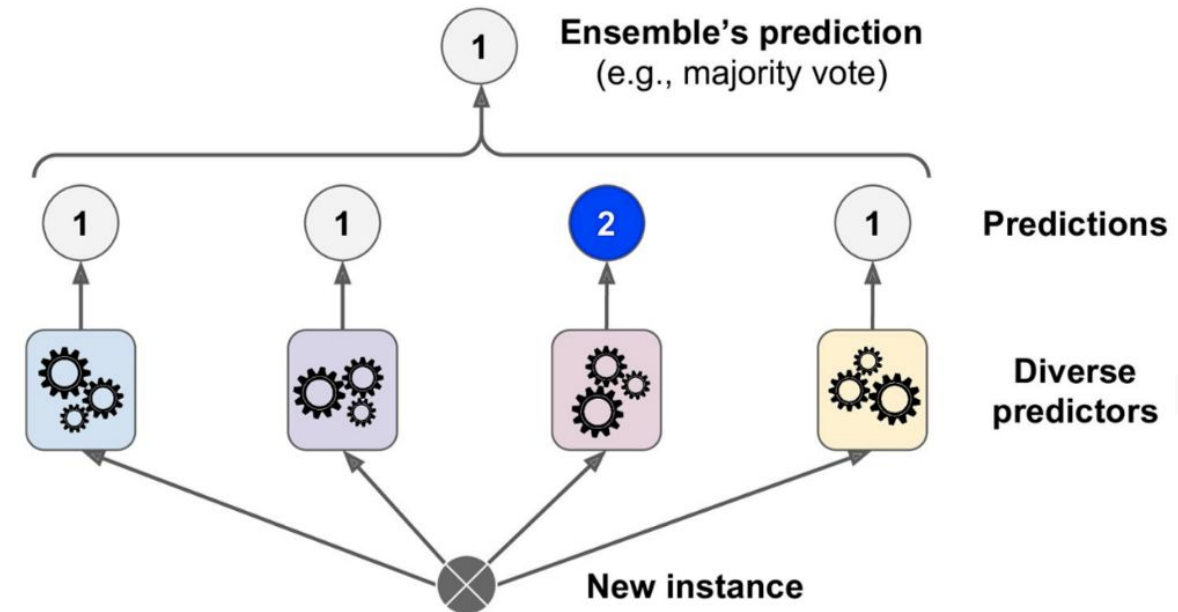 1
Ensemble’s prediction
(e.g., majority vote)
1 1 2 1
Predictions
Diverse
predictors
New instance